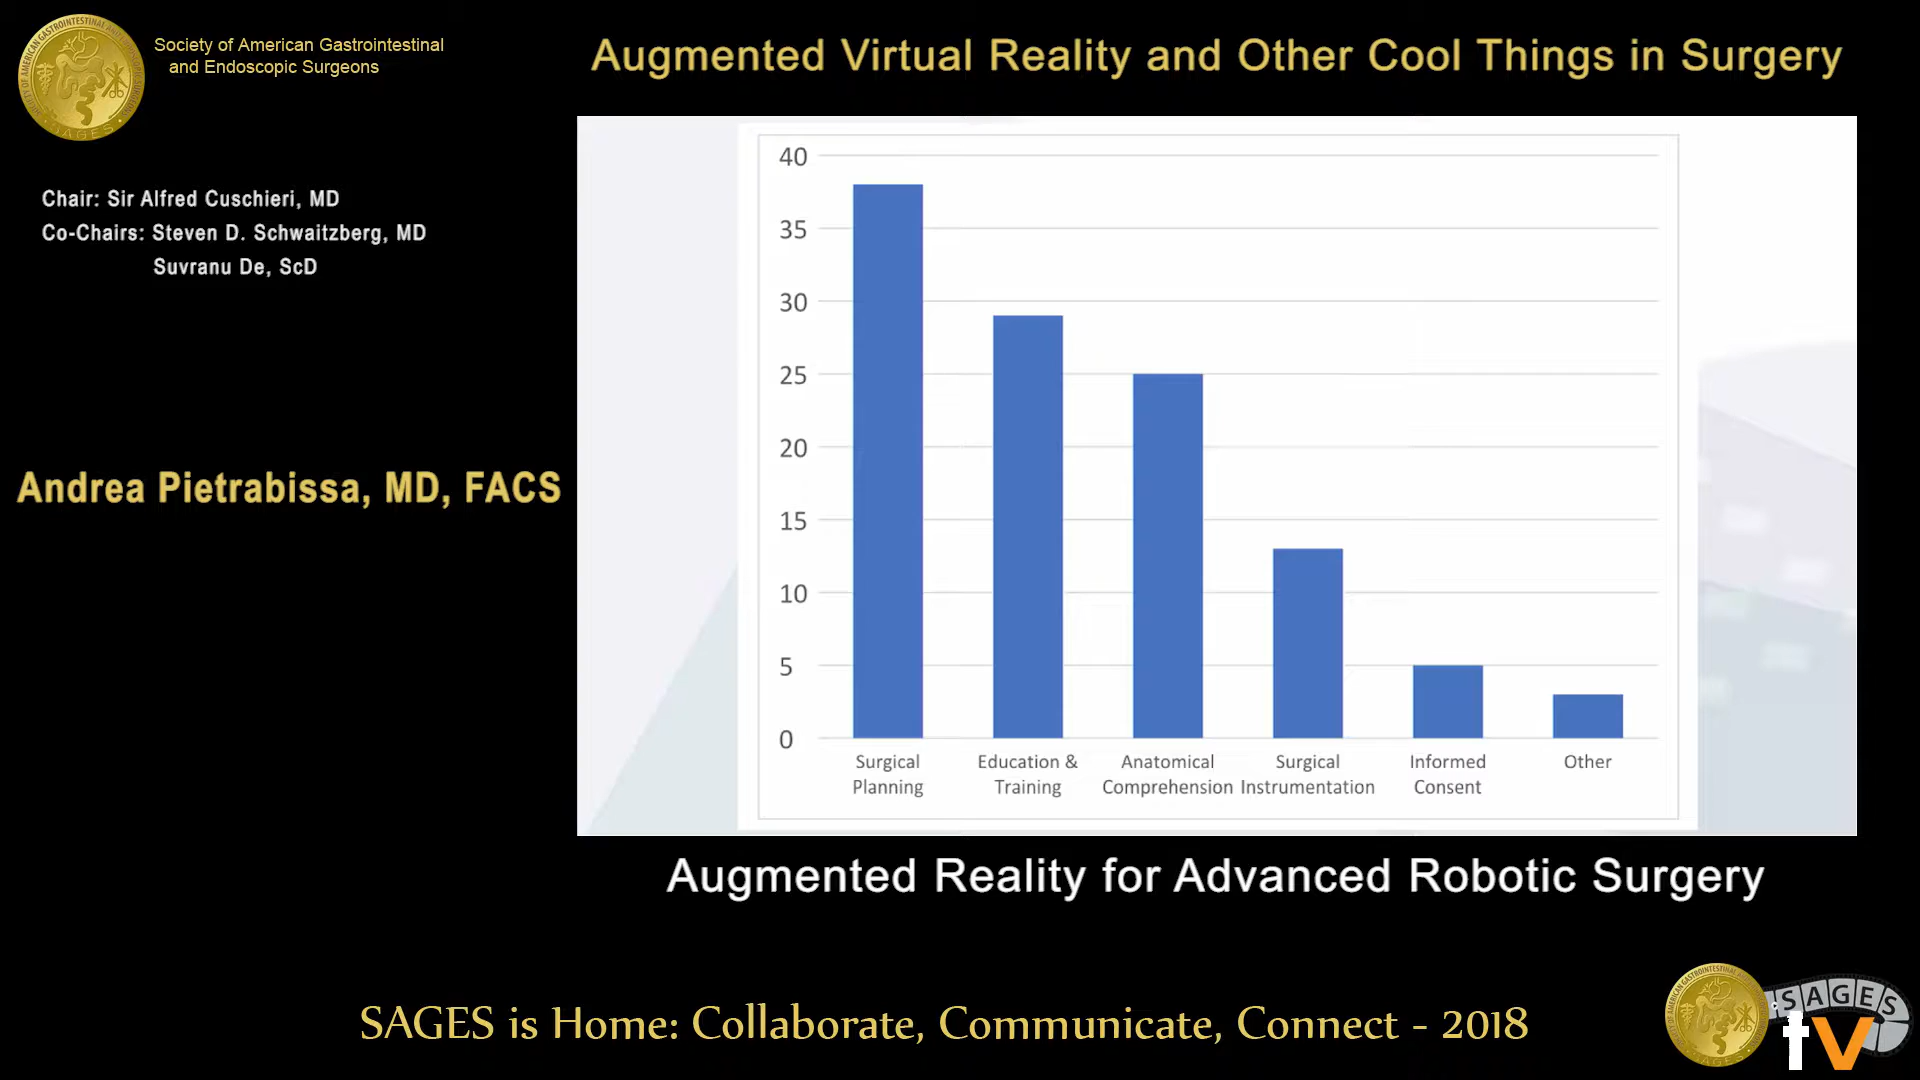 Society of American Gastrointestinal
and Endoscopic Surgeons
Augmented Virtual Reality and Other Cool Things in Surgery
Chair: Sir Alfred Cuschieri, MD
Co-Chairs: Steven D. Schwaitzberg, MD
Suvranu De, ScD
Andrea Pietrabissa, MD, FACS
40
35
30
25
20
15
10
5
0
Surgical Planning
Education & Training
Anatomical Comprehension
Surgical Instrumentation
Informed Consent
Other
Augmented Reality for Advanced Robotic Surgery
SAGES is Home: Collaborate, Communicate, Connect - 2018
SAGES
tv